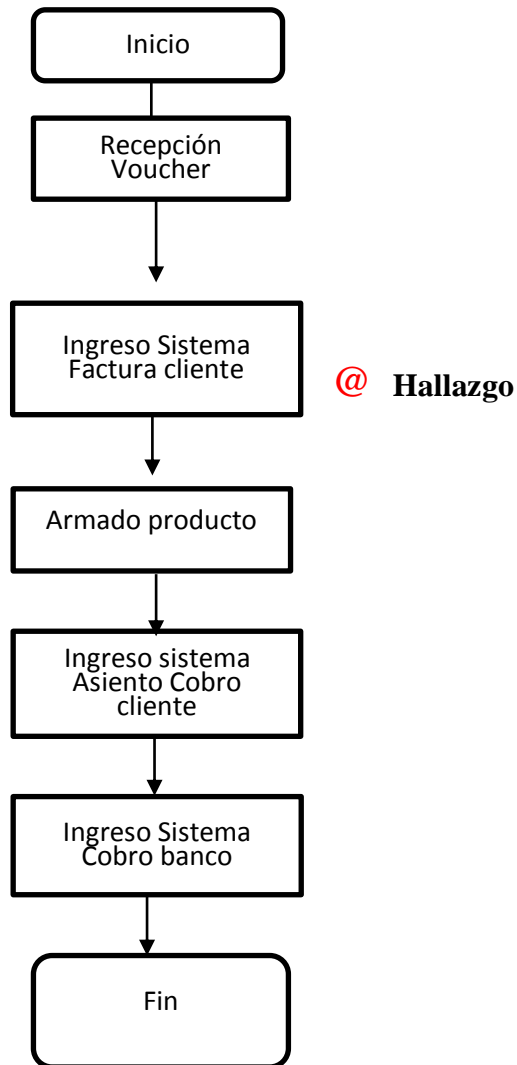 Inicio
Recepción
Voucher
Ingreso Sistema
Factura cliente
@ Hallazgo
Armado producto
Ingreso sistema
Asiento Cobro
cliente
Ingreso Sistema
Cobro banco
Fin